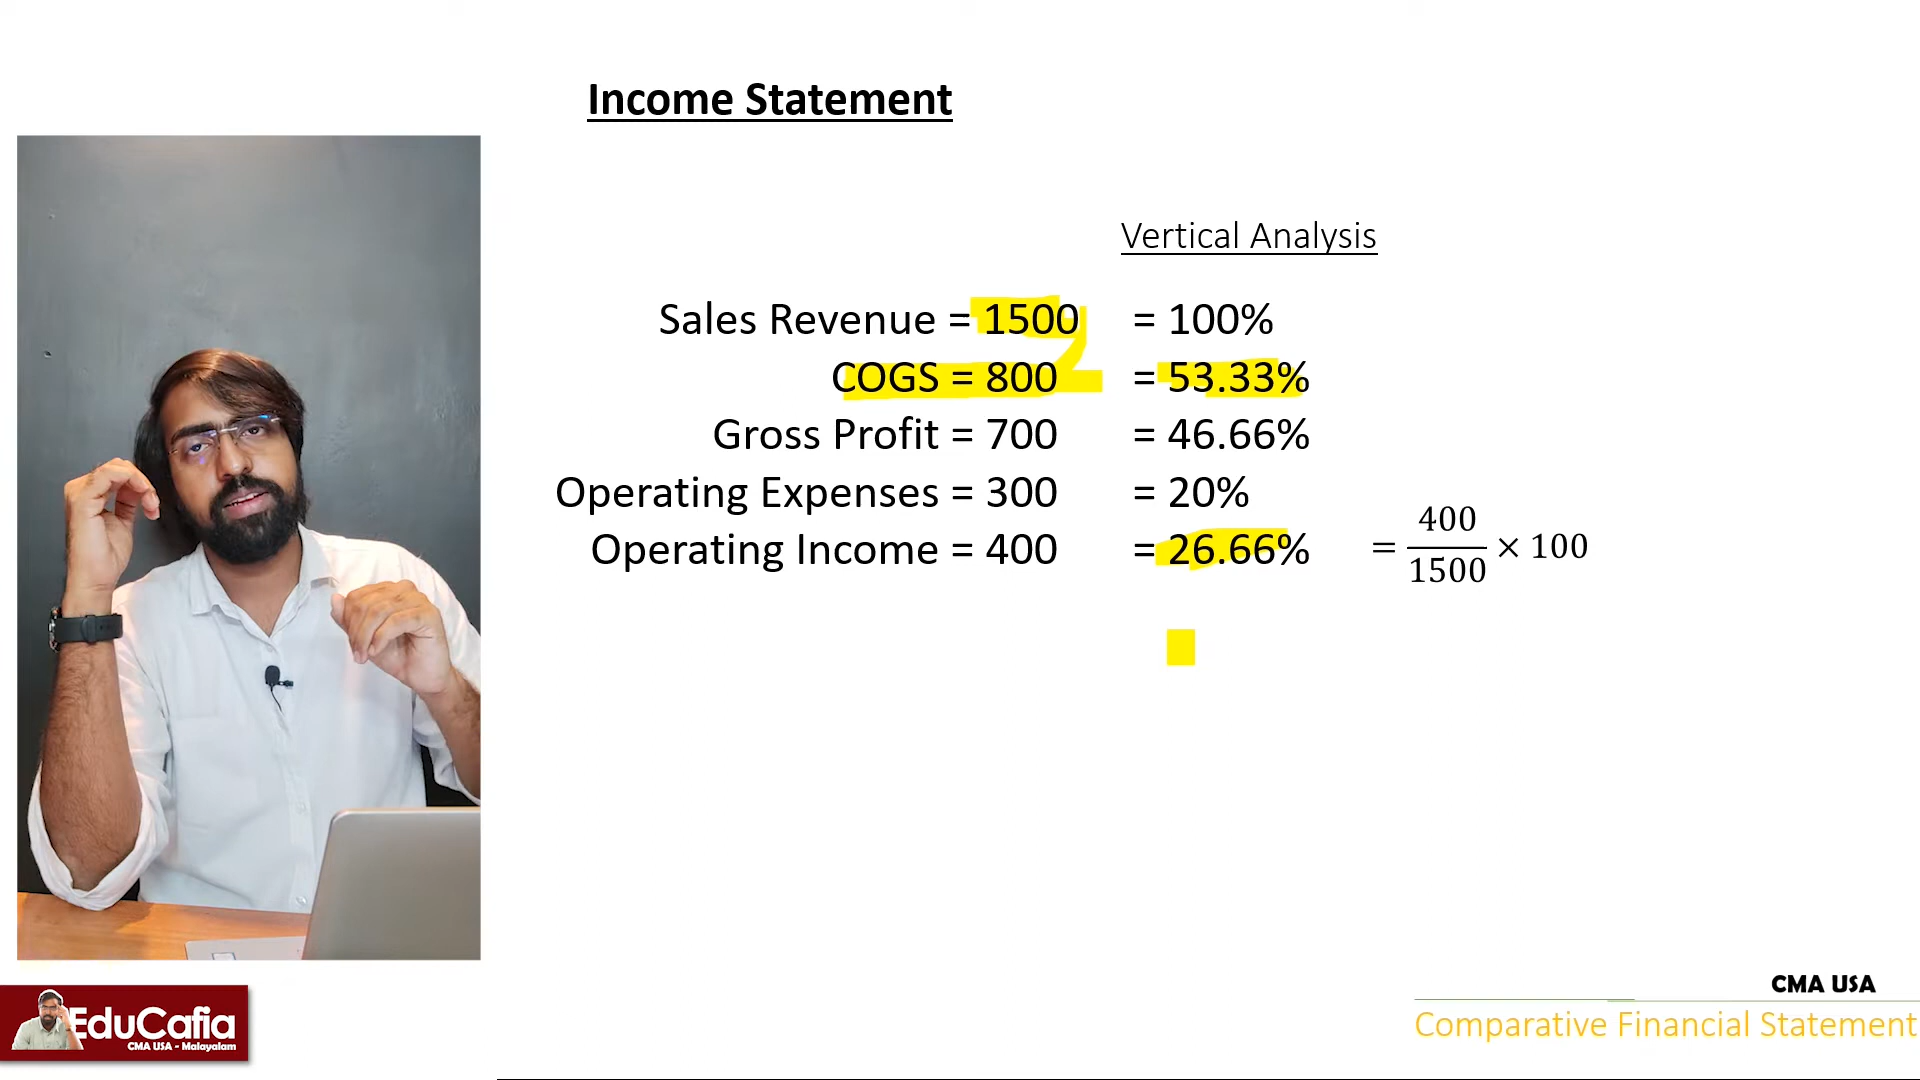 Income Statement
Vertical Analysis
Sales Revenue = 1500 = 100%
COGS = 800 = 53.33%
Gross Profit = 700 = 46.66%
Operating Expenses = 300 = 20%
Operating Income = 400 = 26.66% = 400/1500 × 100
CMA USA
Comparative Financial Statement
EduCafia
CMA USA - Malayalam